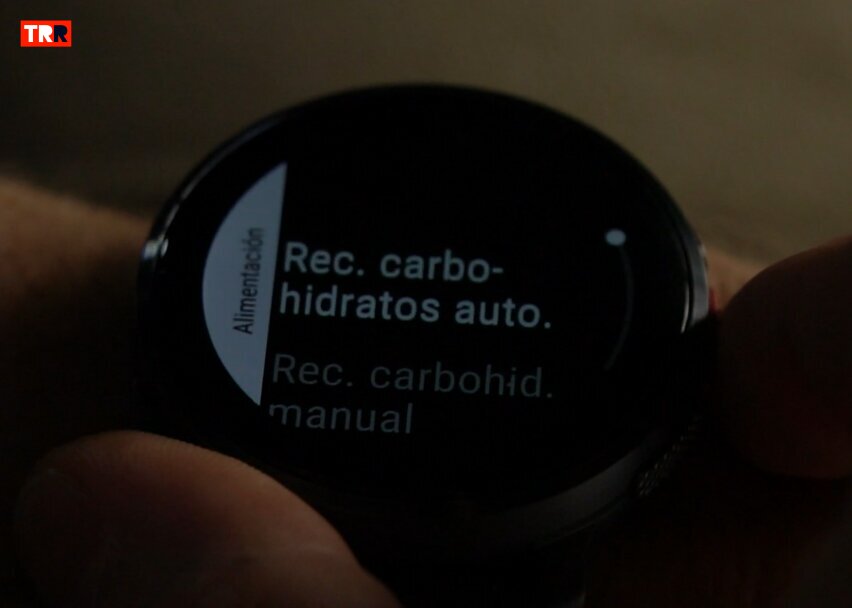 TRR
Alimentación
Rec. carbo-
hidratos auto.
Rec. carbohid.
manual